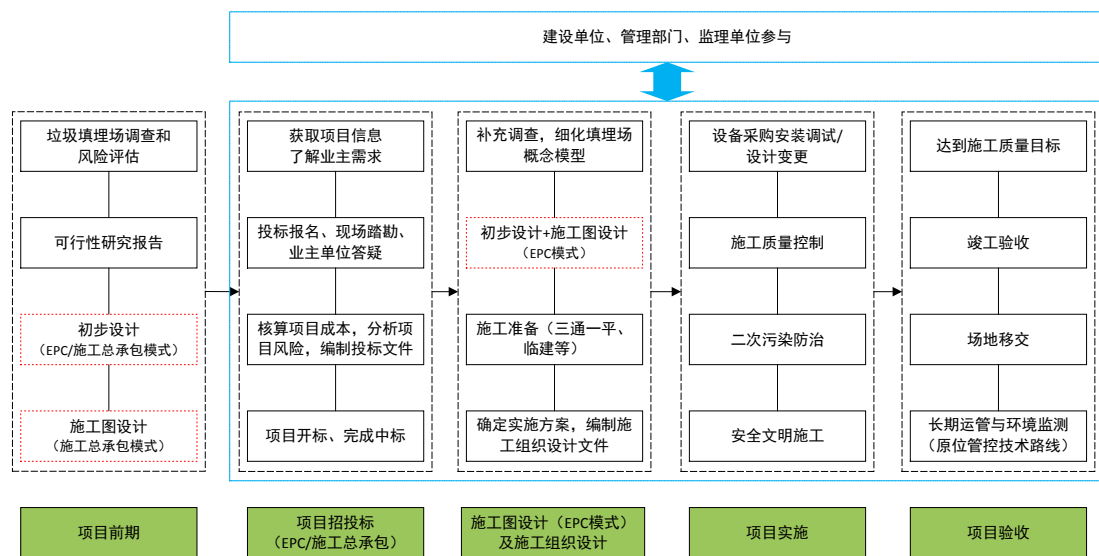 建设单位、管理部门、监理单位参与
垃圾填埋场调查和
风险评估
可行性研究报告
初步设计
（EPC/施工总承包模式）
施工图设计
（施工总承包模式）
获取项目信息
了解业主需求
投标报名、现场踏勘、
业主单位答疑
核算项目成本，分析项
目风险，编制投标文件
项目开标、完成中标
补充调查，细化填埋场
概念模型
初步设计+施工图设计
（EPC模式）
施工准备（三通一平、
临建等）
确定实施方案，编制施
工组织设计文件
设备采购安装调试/
设计变更
施工质量控制
二次污染防治
安全文明施工
达到施工质量目标
竣工验收
场地移交
长期运管与环境监测
（原位管控技术路线）
项目前期
项目招投标
（EPC/施工总承包）
施工图设计（EPC模式）
及施工组织设计
项目实施
项目验收